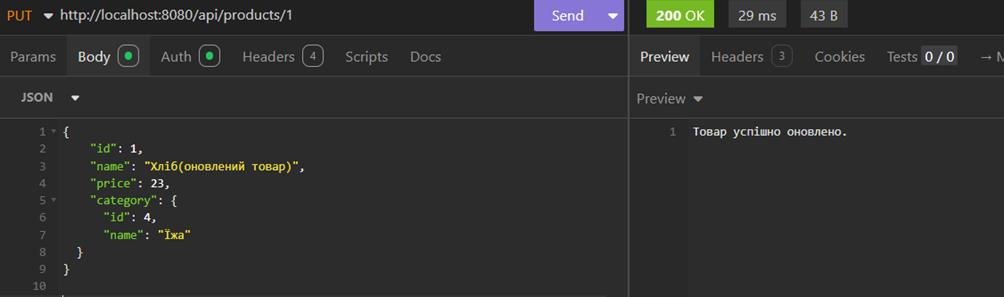 PUT http://localhost:8080/api/products/1 Send 200 OK 29 ms 43 B
Params Body Auth Headers 4 Scripts Docs Preview Headers 3 Cookies Tests 0 / 0 → M
JSON Preview
1 {
2 "id": 1,
3 "name": "Хліб(оновлений товар)",
4 "price": 23,
5 "category": {
6 "id": 4,
7 "name": "Їжа"
8 }
9 }
10
1 Товар успішно оновлено.